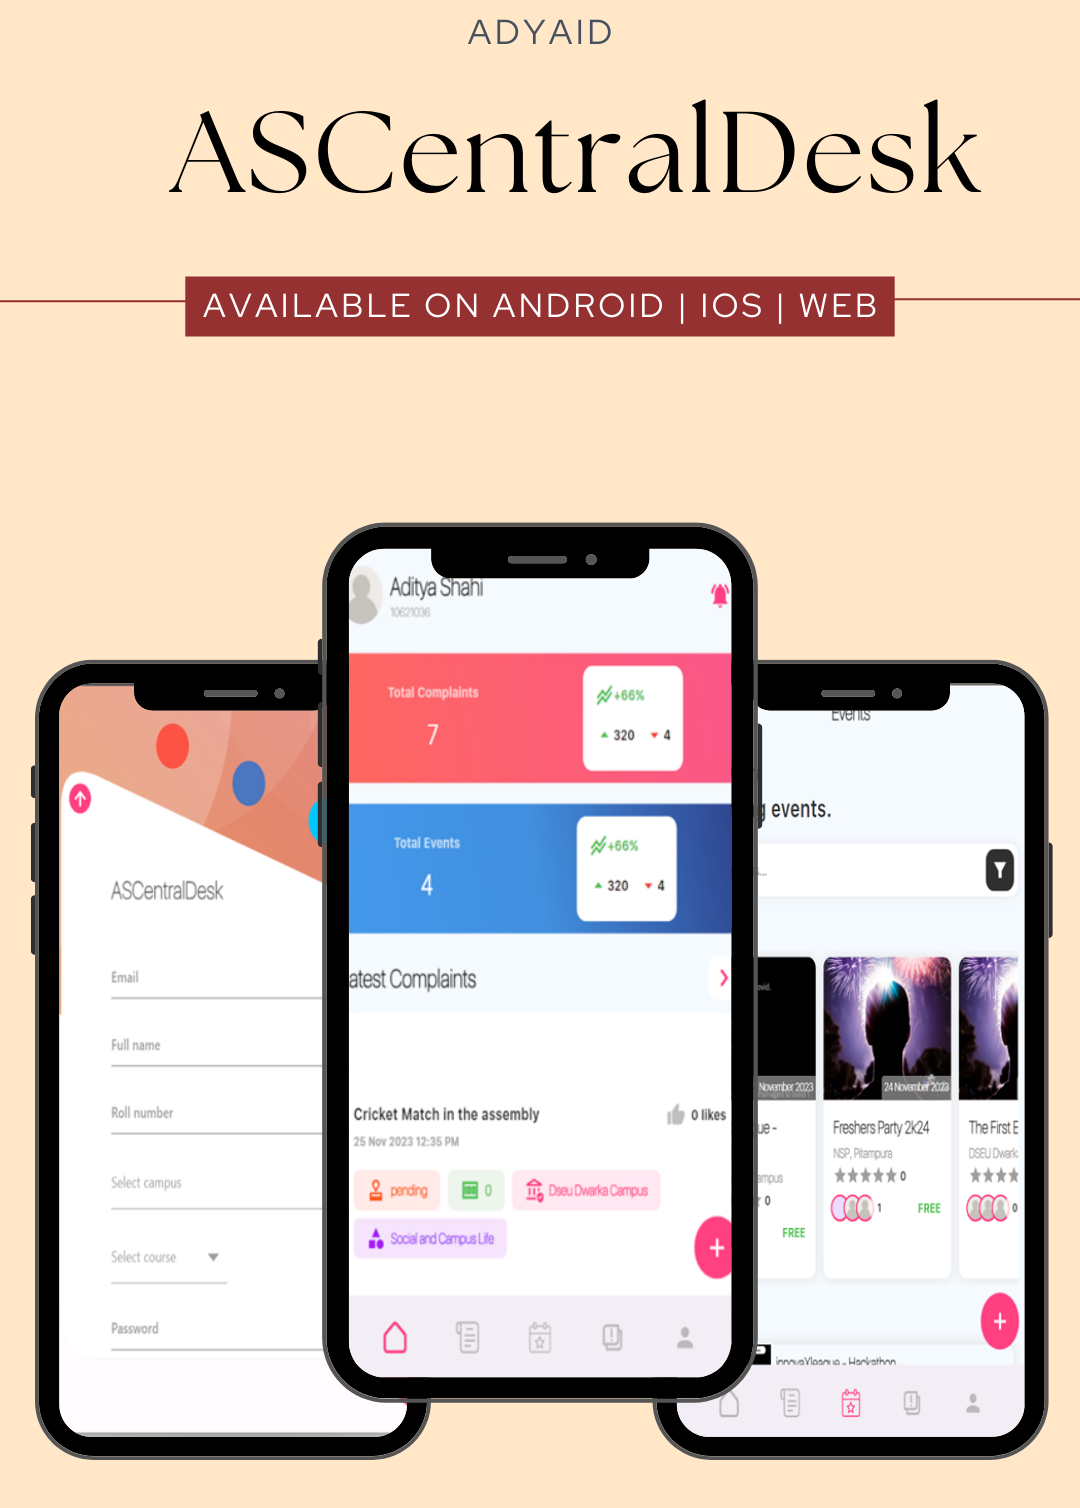 ADYAID
ASCentralDesk
AVAILABLE ON ANDROID | IOS | WEB
ASCentralDesk
Email
Full name
Roll number
Select campus
Select course
Password
Aditya Shahi
10621036
Total Complaints
7
+66%
320 4
Total Events
4
+66%
320 4
atest Complaints
Cricket Match in the assembly
0 likes
25 Nov 2023 12:35 PM
pending
0
Dseu Dwarka Campus
Social and Campus Life
Events
g events.
November 2023
24 November 2023
ue -
ampus
0
FREE
Freshers Party 2k24
NSP, Pitampura
0
1
FREE
The First E
DSEU Dwark
0
innovaXleague - Hackathon